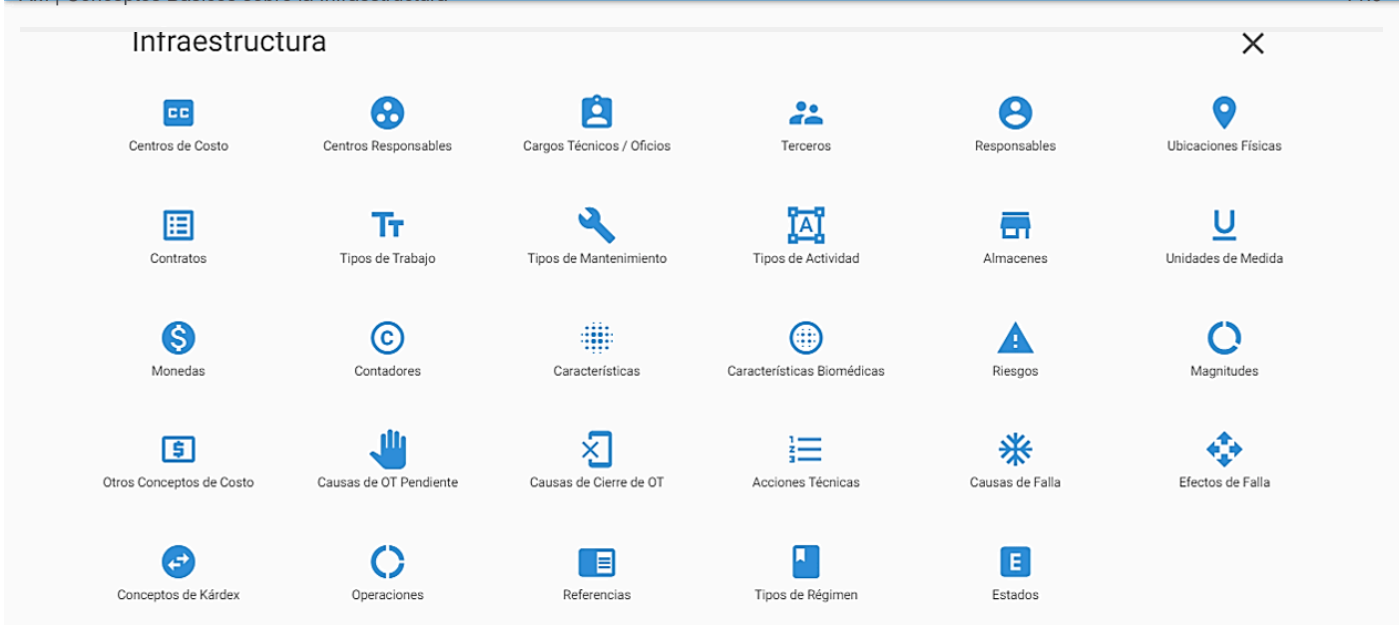 Infraestructura
Centros de Costo
Centros Responsables
Cargos Técnicos / Oficios
Terceros
Responsables
Ubicaciones Físicas
Contratos
Tipos de Trabajo
Tipos de Mantenimiento
Tipos de Actividad
Almacenes
Unidades de Medida
Monedas
Contadores
Características
Características Biomédicas
Riesgos
Magnitudes
Otros Conceptos de Costo
Causas de OT Pendiente
Causas de Cierre de OT
Acciones Técnicas
Causas de Falla
Efectos de Falla
Conceptos de Kárdex
Operaciones
Referencias
Tipos de Régimen
Estados